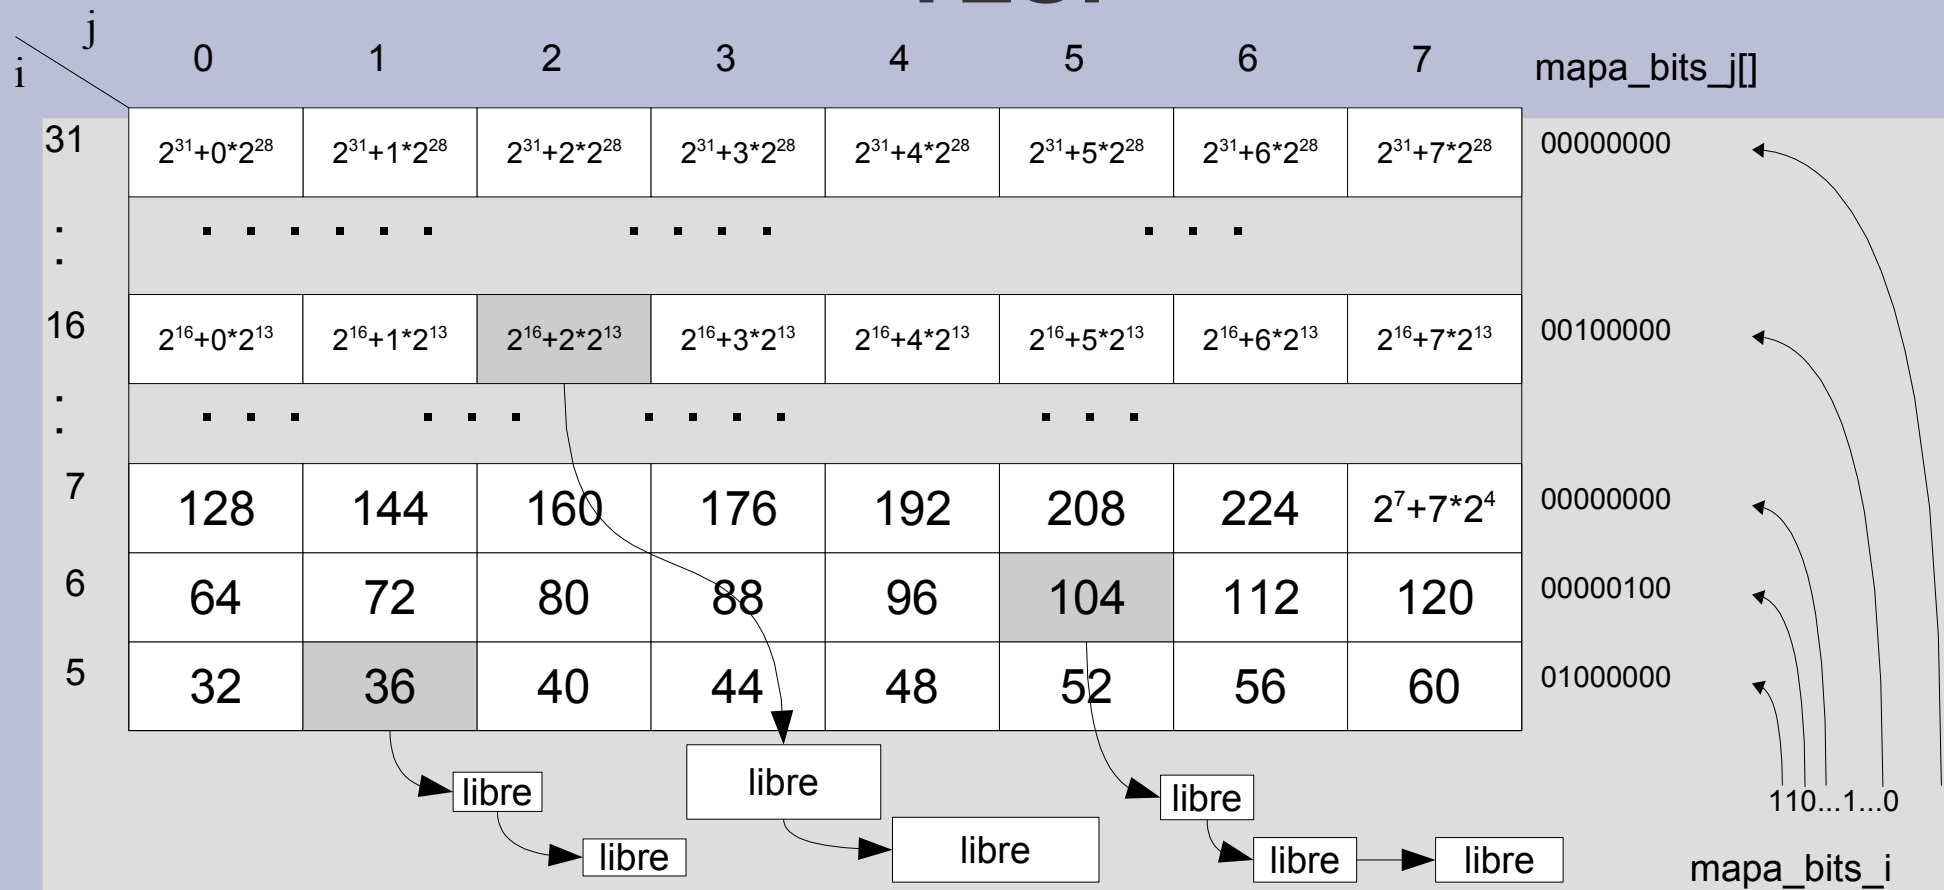 j
i
0 1 2 3 4 5 6 7 mapa_bits_j[]
31 2³¹+0*2²⁸ 2³¹+1*2²⁸ 2³¹+2*2²⁸ 2³¹+3*2²⁸ 2³¹+4*2²⁸ 2³¹+5*2²⁸ 2³¹+6*2²⁸ 2³¹+7*2²⁸ 00000000
. . . . . . . . . . . . .
16 2¹⁶+0*2¹³ 2¹⁶+1*2¹³ 2¹⁶+2*2¹³ 2¹⁶+3*2¹³ 2¹⁶+4*2¹³ 2¹⁶+5*2¹³ 2¹⁶+6*2¹³ 2¹⁶+7*2¹³ 00100000
. . . . . . . . . . . . .
7 128 144 160 176 192 208 224 2⁷+7*2⁴ 00000000
6 64 72 80 88 96 104 112 120 00000100
5 32 36 40 44 48 52 56 60 01000000
libre libre libre
110...1...0
libre libre libre libre
mapa_bits_i